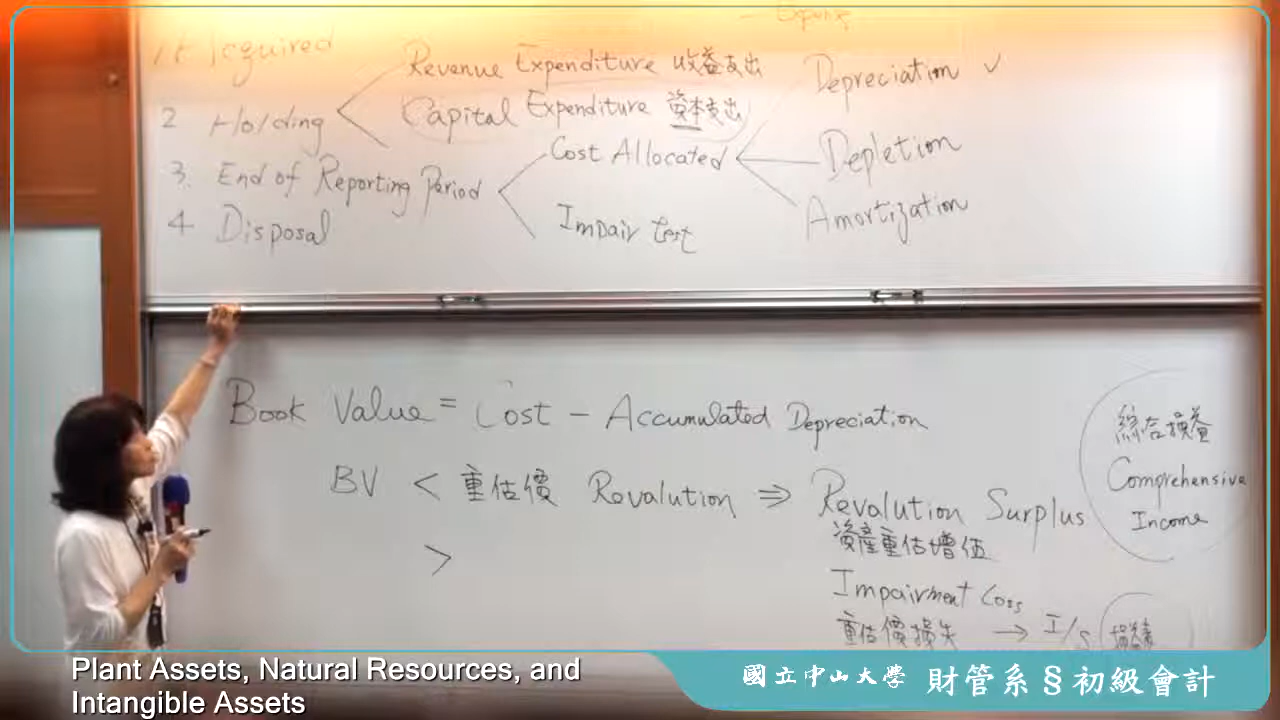 Expense
1 Acquired
Revenue Expenditure 收益支出
Depreciation ✓
2 Holding
Capital Expenditure 資本支出
Cost Allocated
Depletion
3. End of Reporting Period
Amortization
4 Disposal
Impair test
Book Value = Cost - Accumulated Depreciation
綜合損益
Comprehensive
Income
BV < 重估價 Revalution ⇒ Revalution Surplus
資產重估增值
>
Impairment Loss
重估價損失 → I/S 損益表
Plant Assets, Natural Resources, and
Intangible Assets
國立中山大學 財管系§初級會計